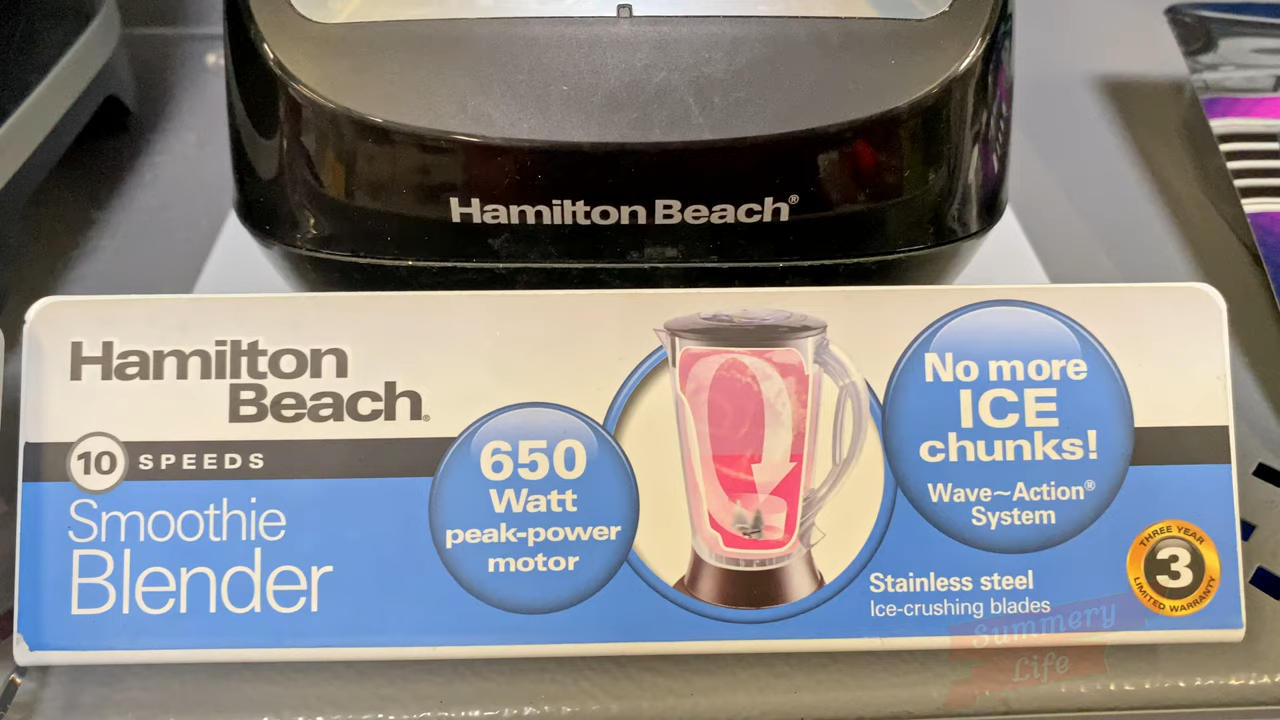 Hamilton Beach®
Hamilton
Beach®
10 SPEEDS
Smoothie
Blender
650
Watt
peak-power
motor
No more
ICE
chunks!
Wave~Action®
System
Stainless steel
Ice-crushing blades
THREE YEAR
3
LIMITED WARRANTY
Summery
Life